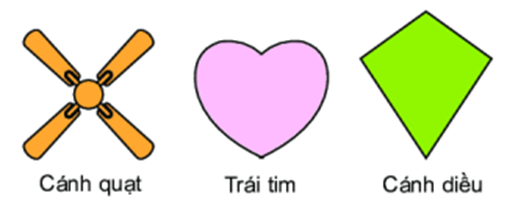 Cánh quạt
Trái tim
Cánh diều